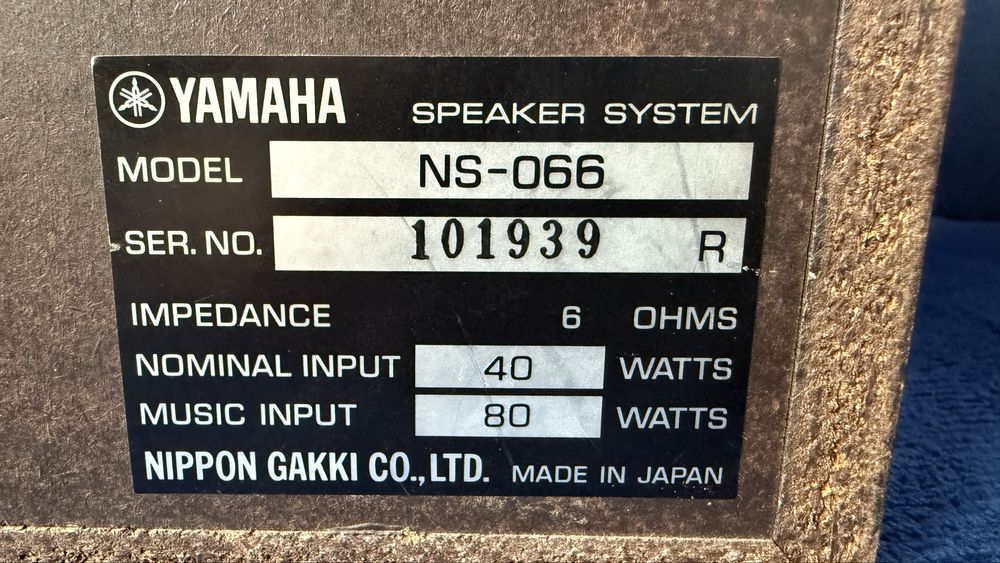 YAMAHA SPEAKER SYSTEM
MODEL NS-066
SER. NO. 101939 R
IMPEDANCE 6 OHMS
NOMINAL INPUT 40 WATTS
MUSIC INPUT 80 WATTS
NIPPON GAKKI CO., LTD. MADE IN JAPAN